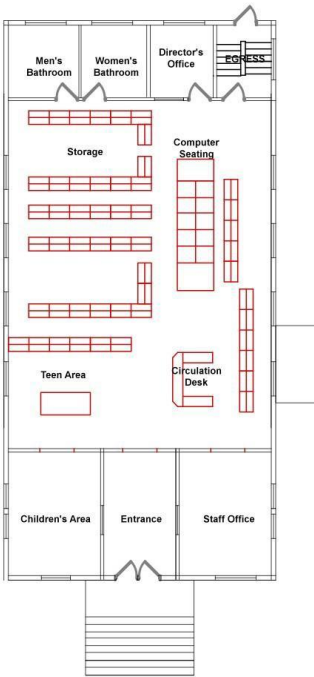 Men's
Bathroom
Women's
Bathroom
Director's
Office
EGRESS
Storage
Computer
Seating
Teen Area
Circulation
Desk
Children's Area
Entrance
Staff Office